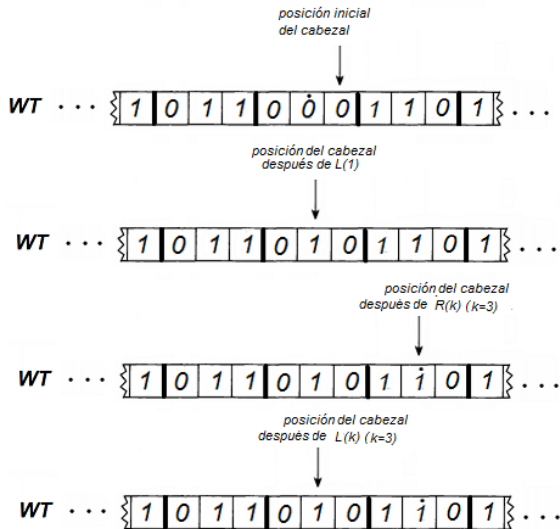 posición inicial
del cabezal
WT · · · 1 0 1 1 0 0̇ 0 1 1 0 1 · · ·
posición del cabezal
después de L(1)
WT · · · 1 0 1 1 0 1 0 1 1 0 1 · · ·
posición del cabezal
después de R(k) (k=3)
WT · · · 1 0 1 1 0 1 0 1 1̇ 0 1 · · ·
posición del cabezal
después de L(k) (k=3)
WT · · · 1 0 1 1 0 1 0 1 1̇ 0 1 · · ·